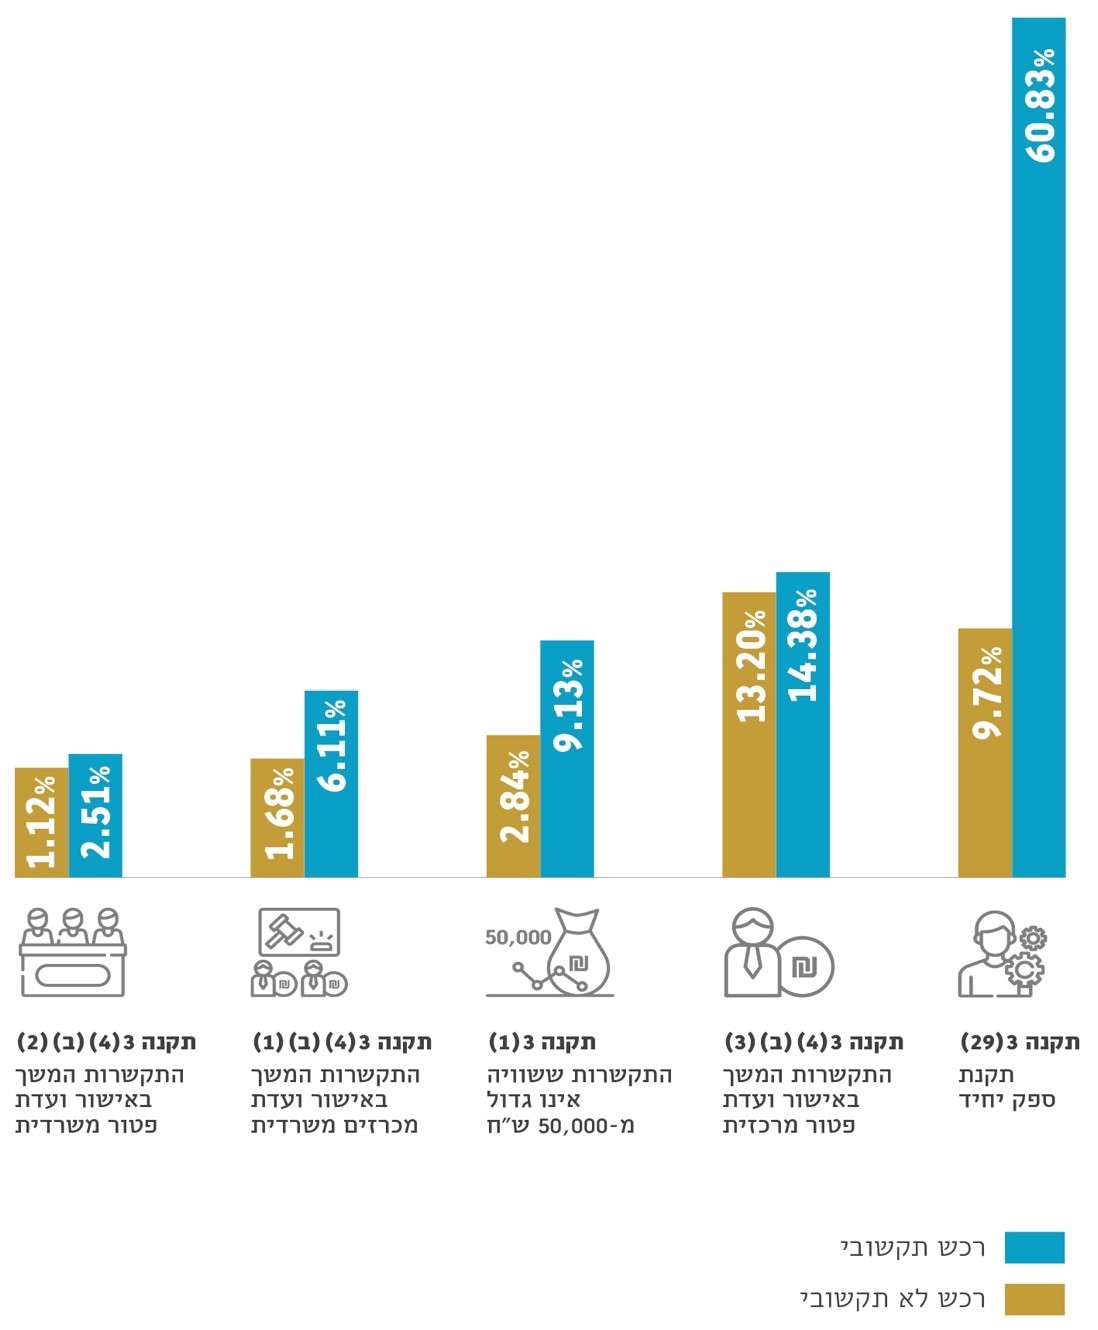 60.83%
9.72%
14.38%
13.20%
9.13%
2.84%
6.11%
1.68%
2.51%
1.12%
50,000
₪
₪
₪
₪
תקנה 3(29)
תקנת
ספק יחיד
תקנה 3(4)(ב)(3)
התקשרות המשך
באישור ועדת
פטור מרכזית
תקנה 3(1)
התקשרות ששוויה
אינו גדול
מ-50,000 ש"ח
תקנה 3(4)(ב)(1)
התקשרות המשך
באישור ועדת
מכרזים משרדית
תקנה 3(4)(ב)(2)
התקשרות המשך
באישור ועדת
פטור משרדית
רכש תקשובי
רכש לא תקשובי